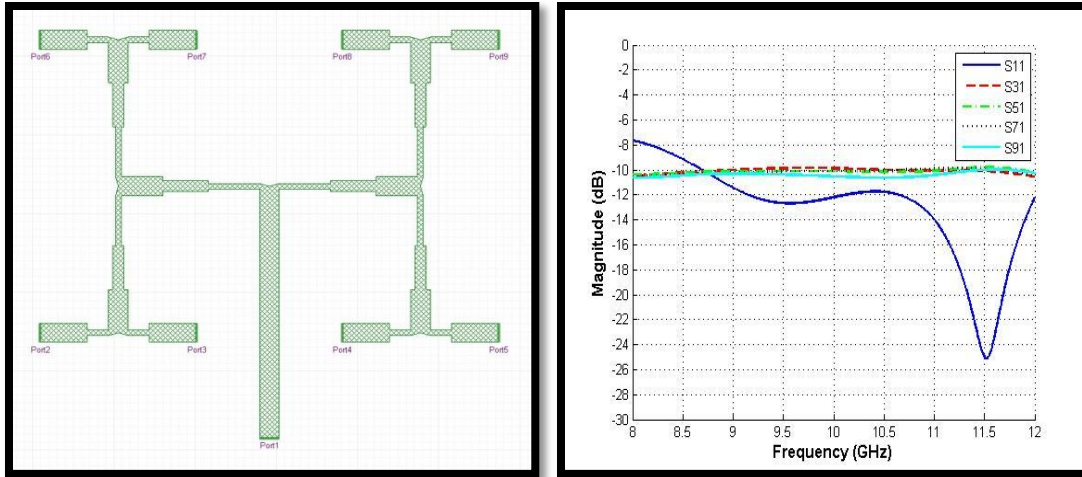 Port6
Port7
Port8
Port9
Port2
Port3
Port4
Port5
Port1
0
-2
-4
-6
-8
-10
-12
-14
-16
-18
-20
-22
-24
-26
-28
-30
Magnitude (dB)
S11
S31
S51
S71
S91
8
8.5
9
9.5
10
10.5
11
11.5
12
Frequency (GHz)